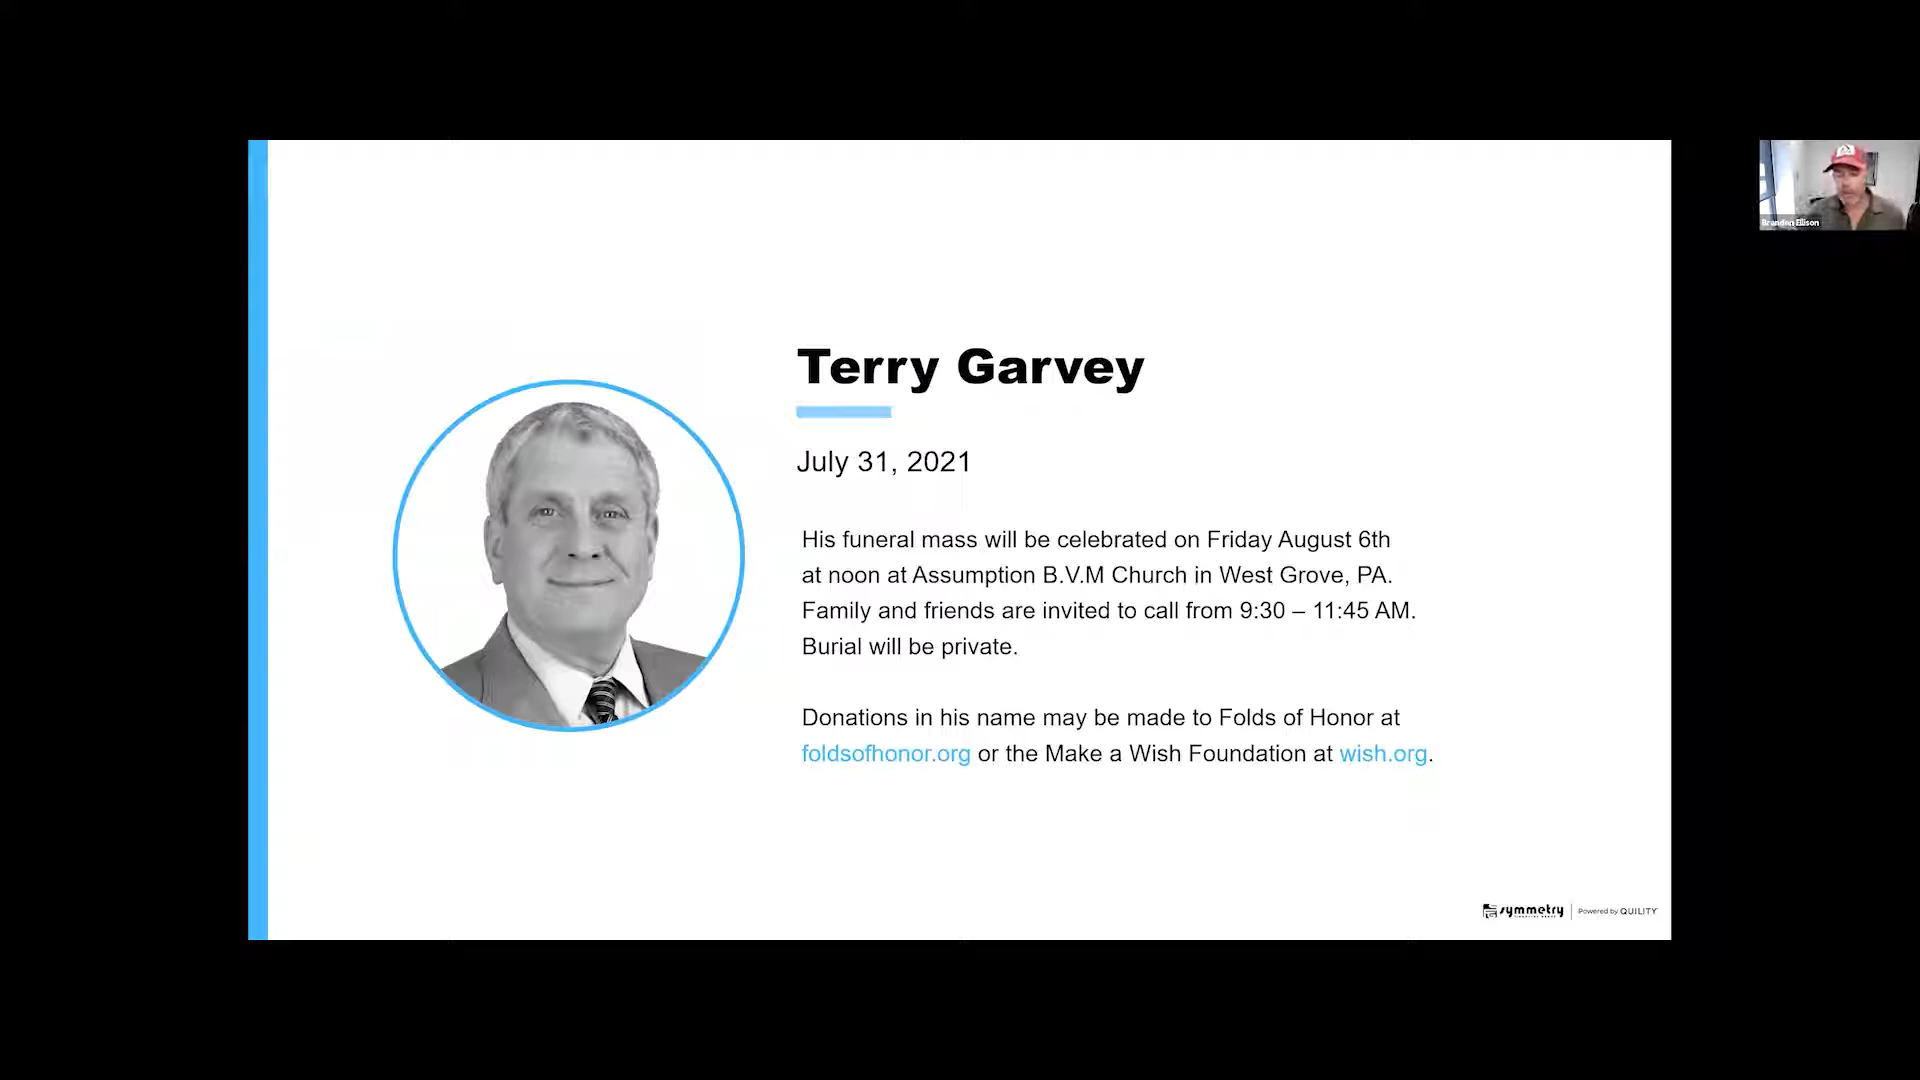 Terry Garvey
July 31, 2021
His funeral mass will be celebrated on Friday August 6th
at noon at Assumption B.V.M Church in West Grove, PA.
Family and friends are invited to call from 9:30 – 11:45 AM.
Burial will be private.
Donations in his name may be made to Folds of Honor at
foldsofhonor.org or the Make a Wish Foundation at wish.org.
symmetry
Powered by QUILITY
Branden Ellison